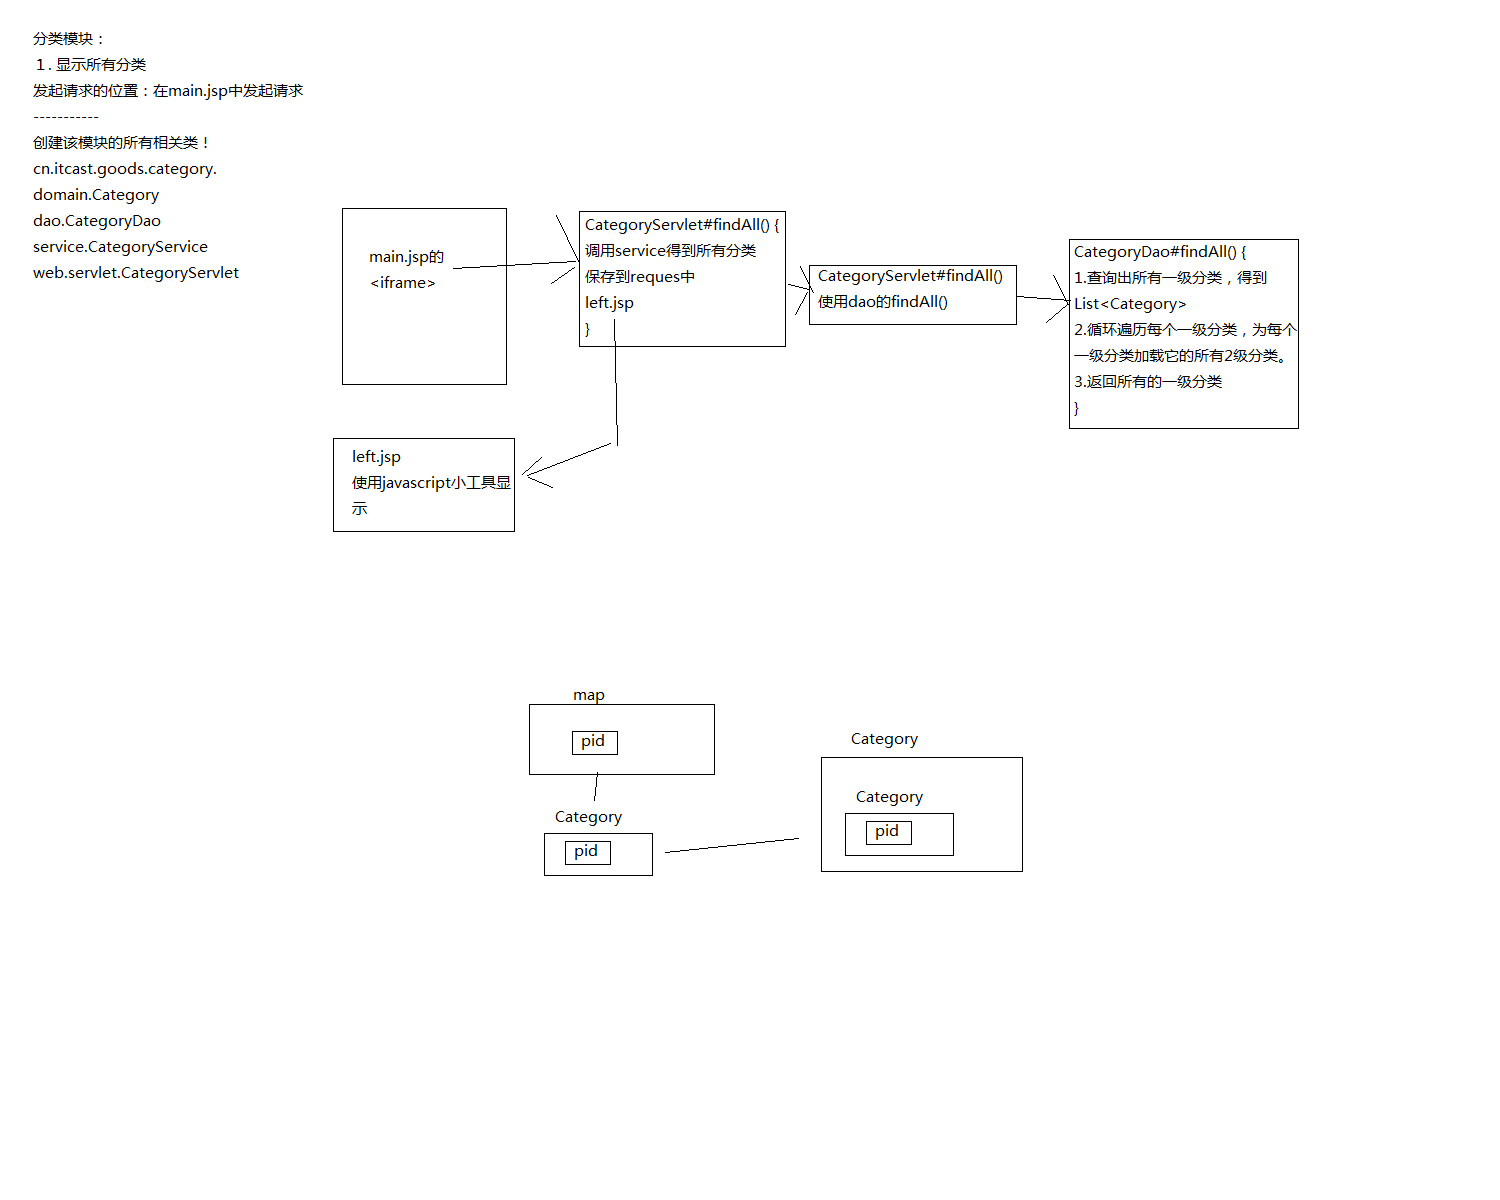 分类模块：
１. 显示所有分类
发起请求的位置：在main.jsp中发起请求
-----------
创建该模块的所有相关类！
cn.itcast.goods.category.
domain.Category
dao.CategoryDao
service.CategoryService
web.servlet.CategoryServlet
main.jsp的
<iframe>
CategoryServlet#findAll() {
调用service得到所有分类
保存到reques中
left.jsp
}
CategoryServlet#findAll()
使用dao的findAll()
CategoryDao#findAll() {
1.查询出所有一级分类，得到
List<Category>
2.循环遍历每个一级分类，为每个
一级分类加载它的所有2级分类。
3.返回所有的一级分类
}
left.jsp
使用javascript小工具显
示
map
pid
Category
pid
Category
Category
pid